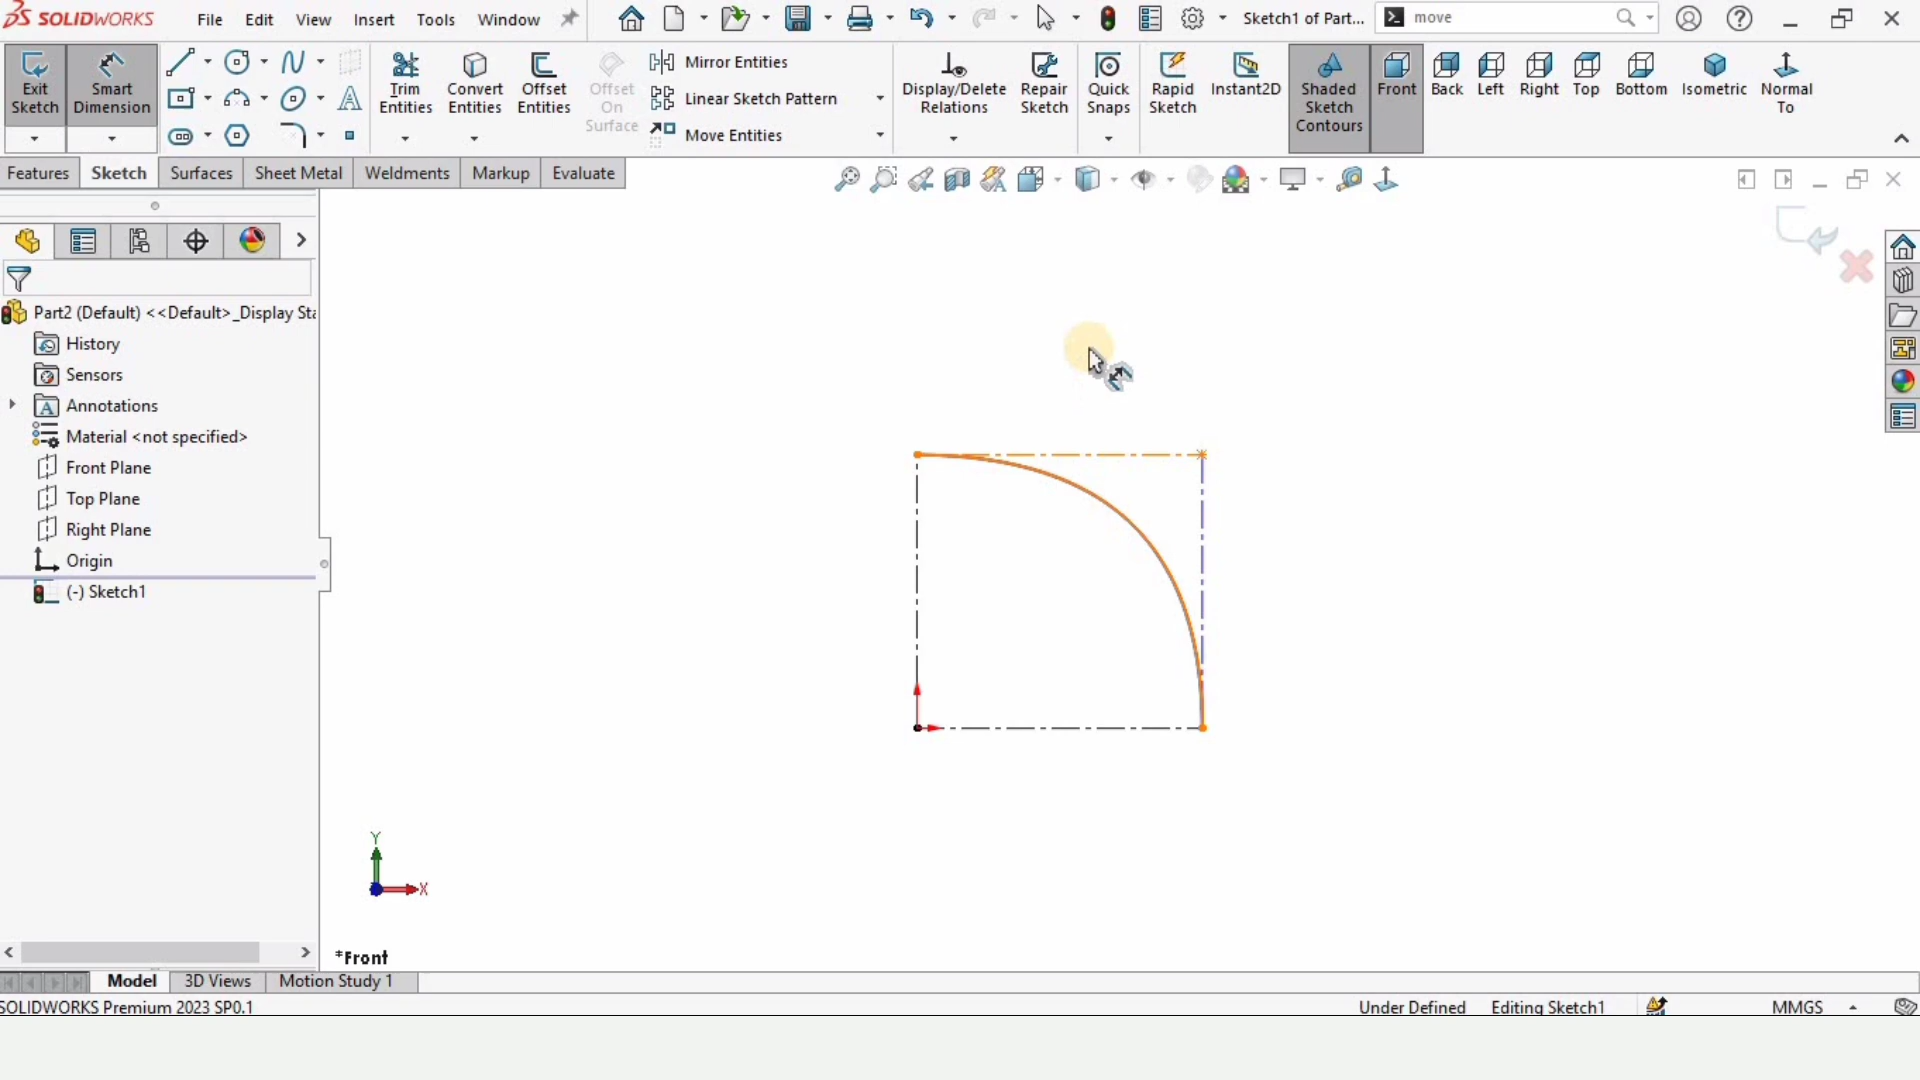 SOLIDWORKS File Edit View Insert Tools Window Sketch1 of Part... move
Exit Sketch
Smart Dimension
Trim Entities
Convert Entities
Offset Entities
Offset On Surface
Mirror Entities
Linear Sketch Pattern
Move Entities
Display/Delete Relations
Repair Sketch
Quick Snaps
Rapid Sketch
Instant2D
Shaded Sketch Contours
Front
Back
Left
Right
Top
Bottom
Isometric
Normal To
Features Sketch Surfaces Sheet Metal Weldments Markup Evaluate
Part2 (Default) <<Default>_Display Sta
History
Sensors
Annotations
Material <not specified>
Front Plane
Top Plane
Right Plane
Origin
(-) Sketch1
Y
X
*Front
Model 3D Views Motion Study 1
SOLIDWORKS Premium 2023 SP0.1 Under Defined Editing Sketch1 MMGS